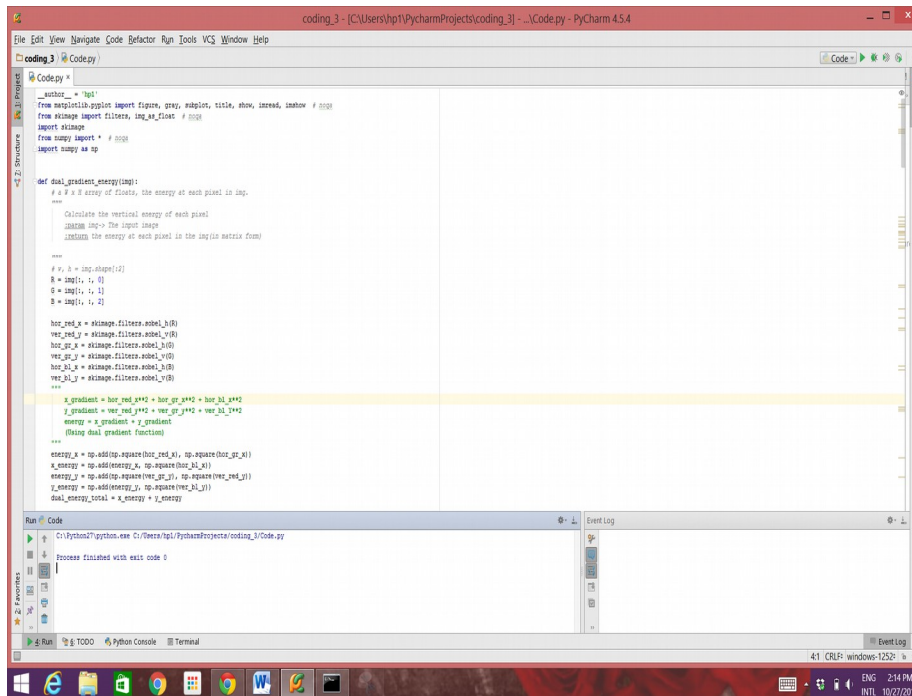 coding_3 - [C:\Users\hp1\PycharmProjects\coding_3] - ...\Code.py - PyCharm 4.5.4
File Edit View Navigate Code Refactor Run Tools VCS Window Help
coding_3 Code.py
Code
1: Project
Code.py ×
2: Structure
__author__ = 'hp1'
from matplotlib.pyplot import figure, gray, subplot, title, show, imread, imshow # noqa
from skimage import filters, img_as_float # noqa
import skimage
from numpy import * # noqa
import numpy as np
def dual_gradient_energy(img):
# a W x H array of floats, the energy at each pixel in img.
"""
Calculate the vertical energy of each pixel
:param img-> The input image
:return the energy at each pixel in the img(in matrix form)
"""
# w, h = img.shape[:2]
R = img[:, :, 0]
G = img[:, :, 1]
B = img[:, :, 2]
hor_red_x = skimage.filters.sobel_h(R)
ver_red_y = skimage.filters.sobel_v(R)
hor_gr_x = skimage.filters.sobel_h(G)
ver_gr_y = skimage.filters.sobel_v(G)
hor_bl_x = skimage.filters.sobel_h(B)
ver_bl_y = skimage.filters.sobel_v(B)
"""
x_gradient = hor_red_x**2 + hor_gr_x**2 + hor_bl_x**2
y_gradient = ver_red_y**2 + ver_gr_y**2 + ver_bl_Y**2
energy = x_gradient + y_gradient
(Using dual gradient function)
"""
energy_x = np.add(np.square(hor_red_x), np.square(hor_gr_x))
x_energy = np.add(energy_x, np.square(hor_bl_x))
energy_y = np.add(np.square(ver_gr_y), np.square(ver_red_y))
y_energy = np.add(energy_y, np.square(ver_bl_y))
dual_energy_total = x_energy + y_energy
Run Code
Event Log
C:\Python27\python.exe C:/Users/hp1/PycharmProjects/coding_3/Code.py
Process finished with exit code 0
2: Favorites
4: Run 6: TODO Python Console Terminal
Event Log
4:1 CRLF÷ windows-1252÷
ENG 2:14 PM
INTL